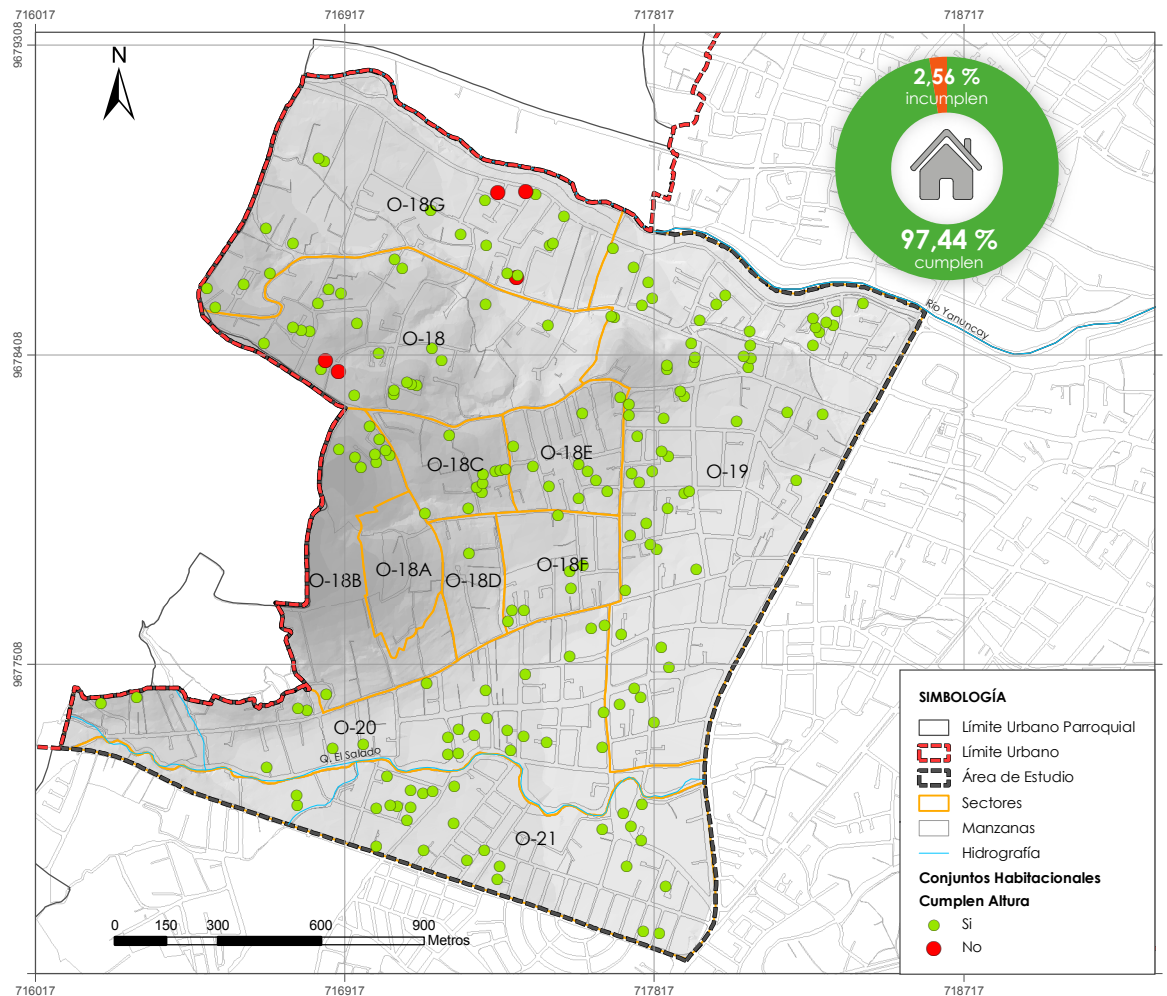 716017
716917
717817
718717
9679308
9678408
9677508
N
2,56 %
incumplen
97,44 %
cumplen
O-18G
O-18
Río Yanuncay
O-18C
O-18E
O-19
O-18B
O-18A
O-18D
O-18F
O-20
Q. El Salado
O-21
0
150
300
600
900
Metros
SIMBOLOGÍA
Límite Urbano Parroquial
Límite Urbano
Área de Estudio
Sectores
Manzanas
Hidrografía
Conjuntos Habitacionales
Cumplen Altura
Si
No
716017
716917
717817
718717